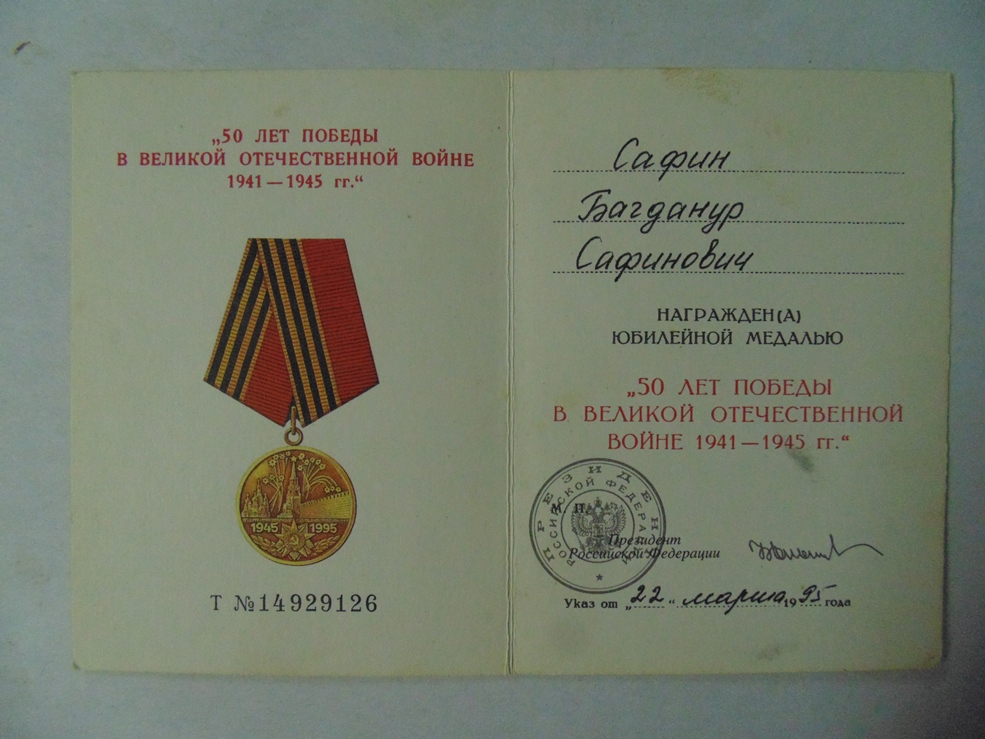 „50 ЛЕТ ПОБЕДЫ
В ВЕЛИКОЙ ОТЕЧЕСТВЕННОЙ ВОЙНЕ
1941 — 1945 гг.“
1945 1995
Т №14929126
Сафин
Багданур
Сафинович
НАГРАЖДЕН(А)
ЮБИЛЕЙНОЙ МЕДАЛЬЮ
„50 ЛЕТ ПОБЕДЫ
В ВЕЛИКОЙ ОТЕЧЕСТВЕННОЙ
ВОЙНЕ 1941 — 1945 гг.“
ПРЕЗИДЕНТ
РОССИЙСКОЙ ФЕДЕРАЦИИ
М. П.
Президент
Российской Федерации
Указ от „22“ марта 1995 года